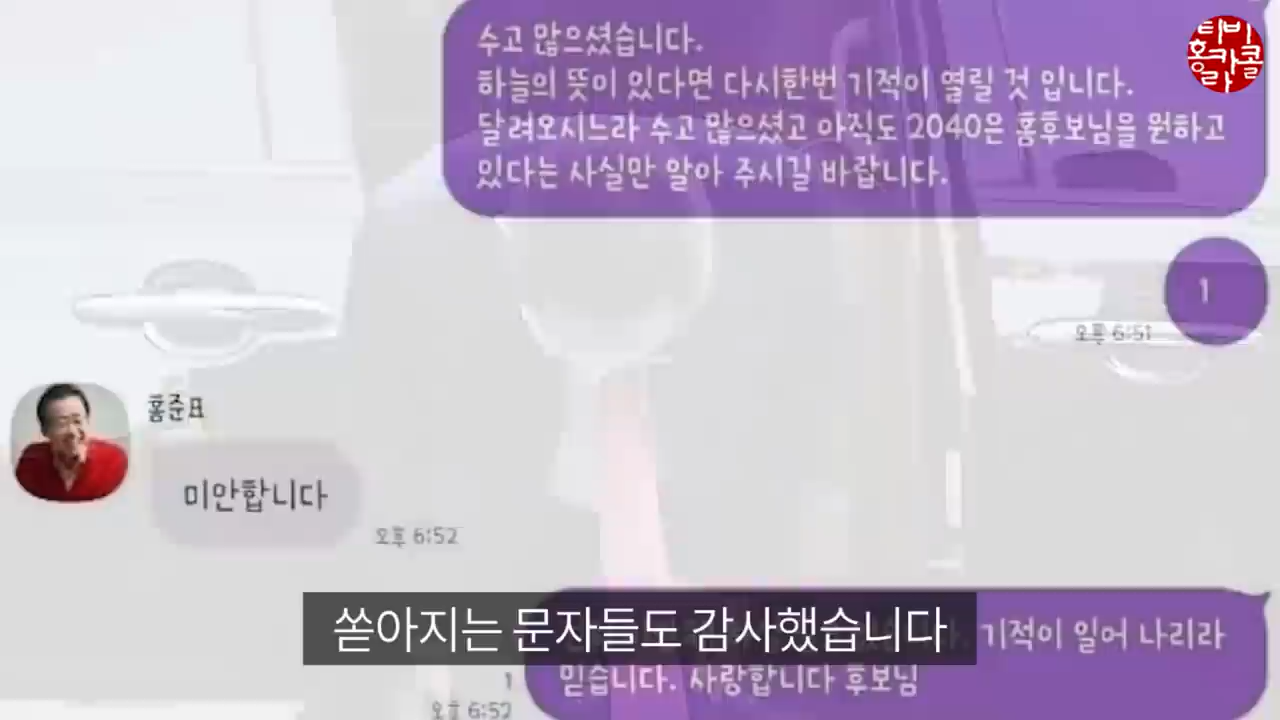 티비
홍카콜
라
수고 많으셨습니다.
하늘의 뜻이 있다면 다시한번 기적이 열릴 것 입니다.
달려오시느라 수고 많으셨고 아직도 2040은 홍후보님을 원하고
있다는 사실만 알아 주시길 바랍니다.
1
오후 6:51
홍준표
미안합니다
오후 6:52
쏟아지는 문자들도 감사했습니다
기적이 일어 나리라
믿습니다. 사랑합니다 후보님
1
오후 6:52